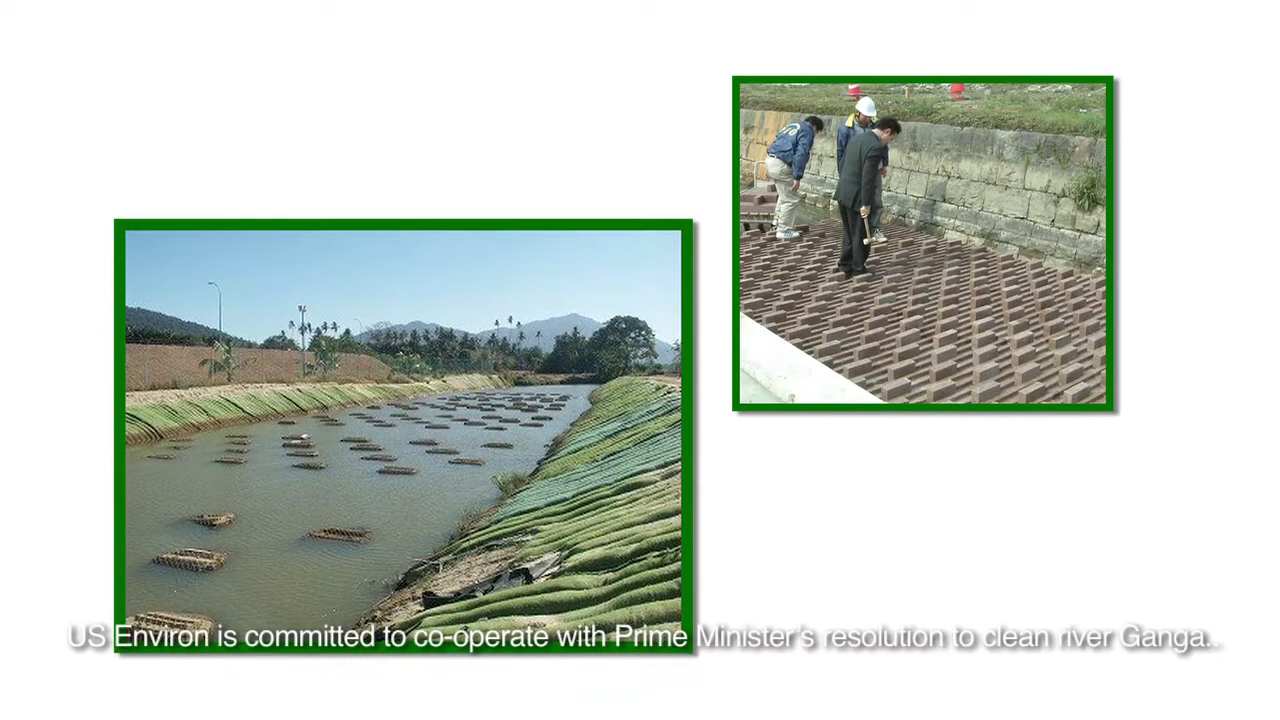 US Environ is committed to co-operate with Prime Minister's resolution to clean river Ganga..